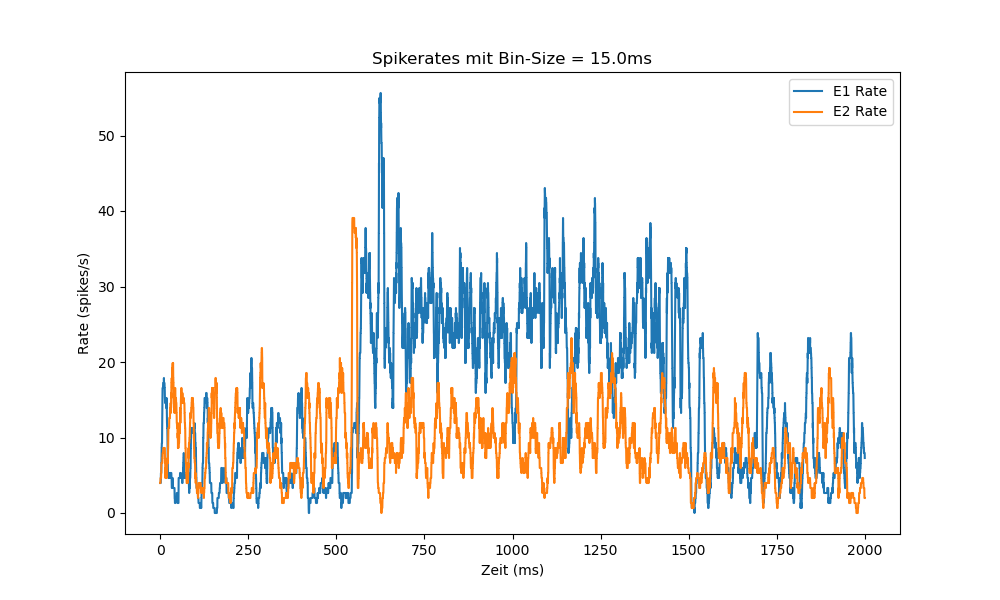 Spikerates mit Bin-Size = 15.0ms
E1 Rate
E2 Rate
Rate (spikes/s)
50
40
30
20
10
0
0 250 500 750 1000 1250 1500 1750 2000
Zeit (ms)